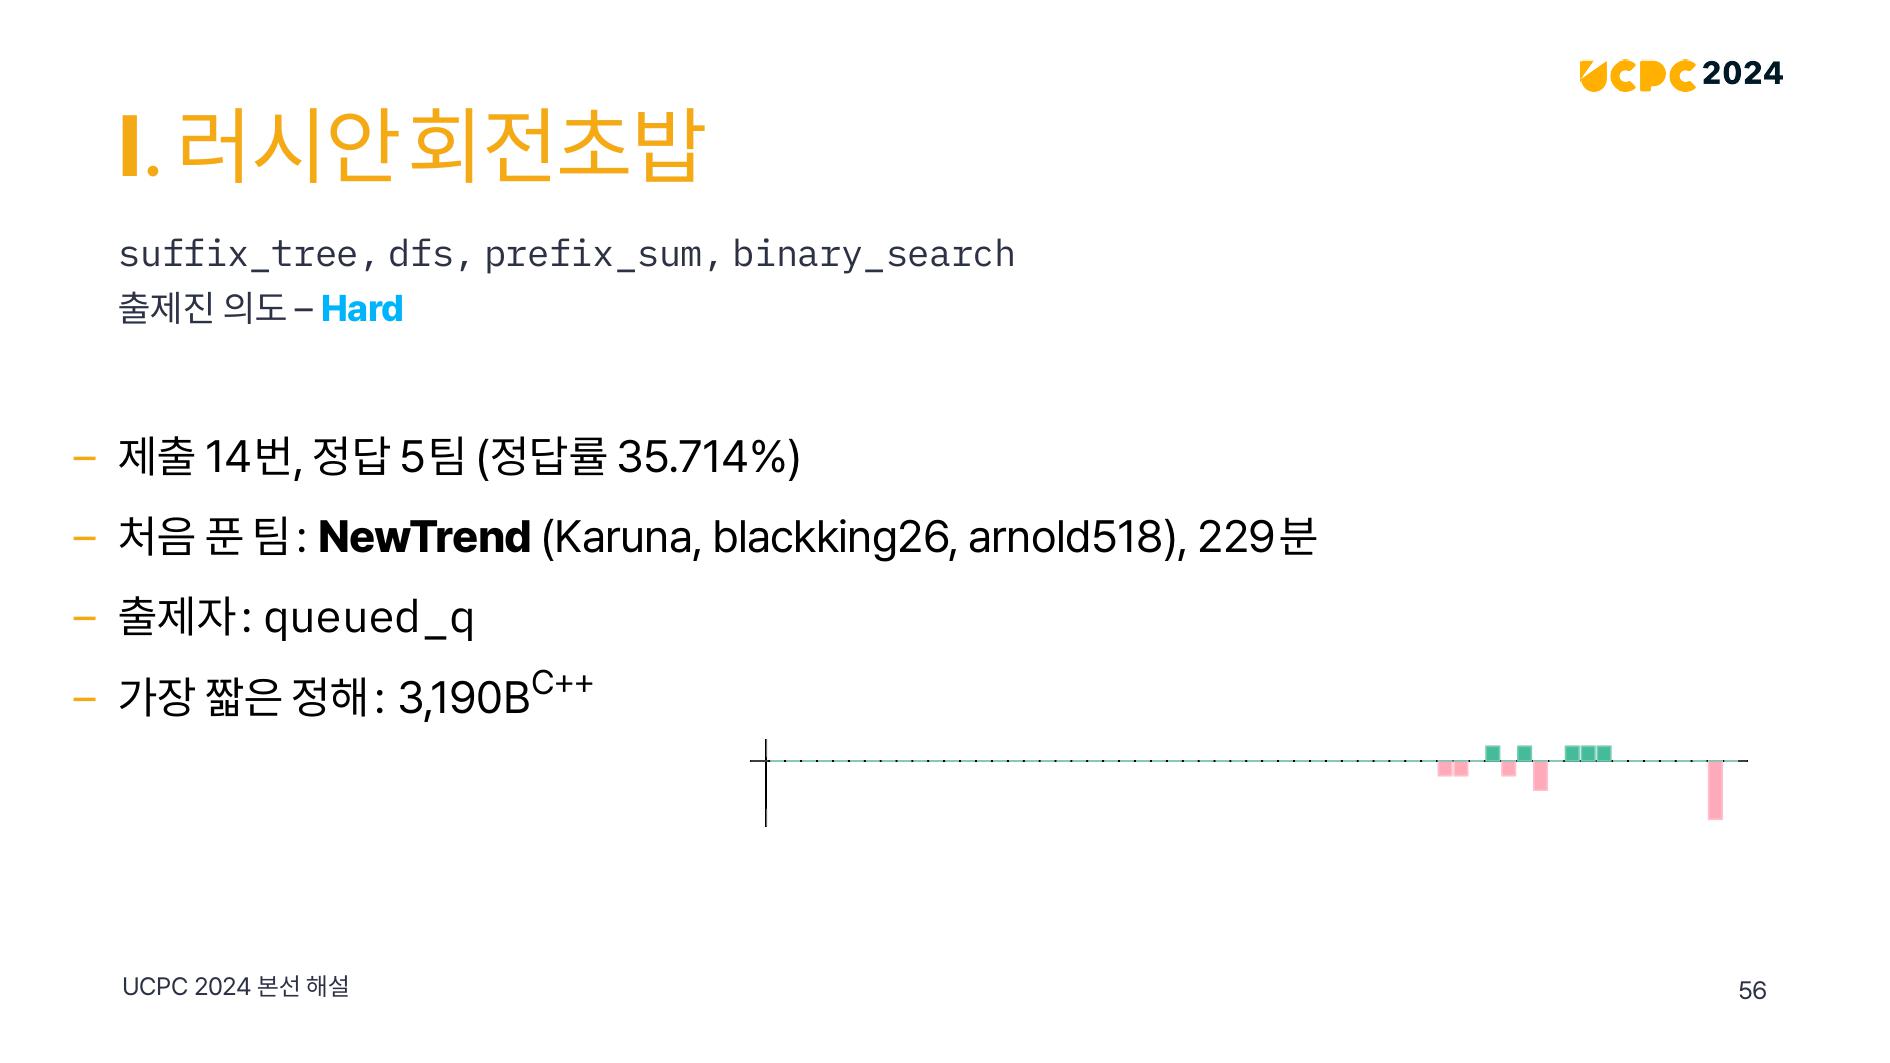 UCPC 2024
I. 러시안 회전초밥
suffix_tree, dfs, prefix_sum, binary_search
출제진 의도 – Hard
– 제출 14번, 정답 5팀 (정답률 35.714%)
– 처음 푼 팀: NewTrend (Karuna, blackking26, arnold518), 229분
– 출제자: queued_q
– 가장 짧은 정해: 3,190B C++
UCPC 2024 본선 해설
56